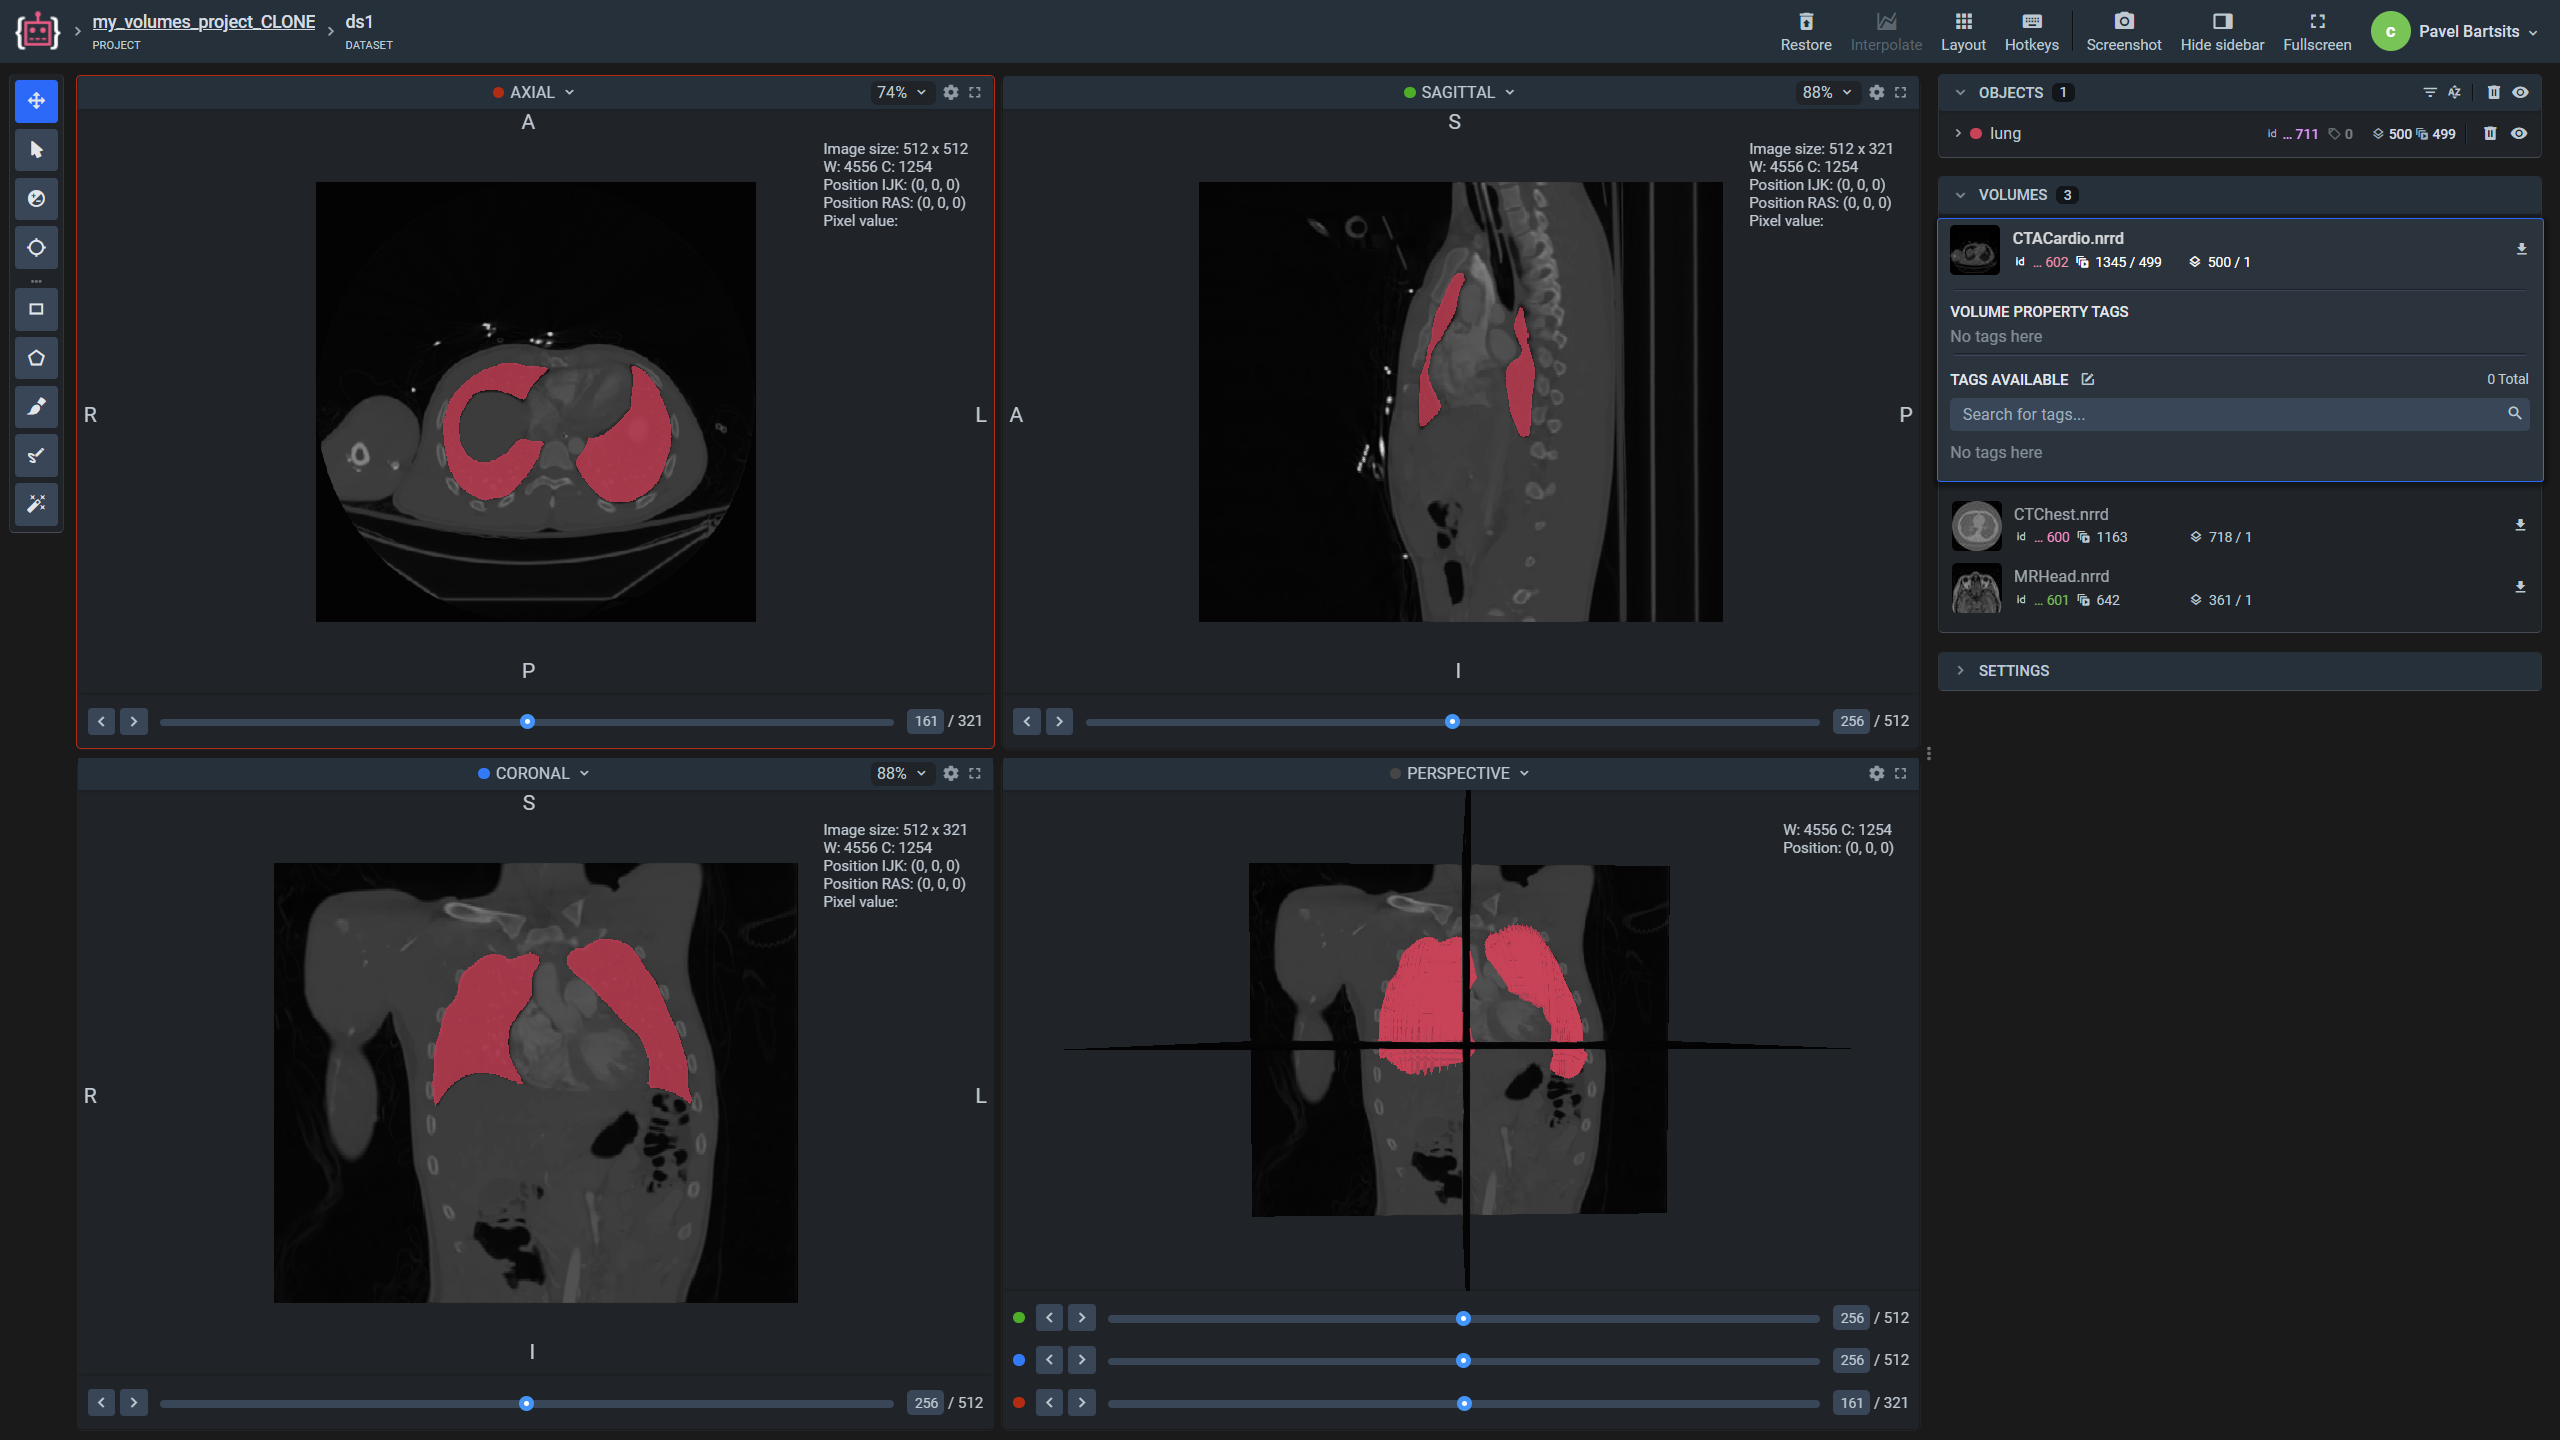 my_volumes_project_CLONE
PROJECT
ds1
DATASET
Restore
Interpolate
Layout
Hotkeys
Screenshot
Hide sidebar
Fullscreen
c
Pavel Bartsits
AXIAL
74%
A
Image size: 512 x 512
W: 4556 C: 1254
Position IJK: (0, 0, 0)
Position RAS: (0, 0, 0)
Pixel value:
R
L
P
161 / 321
SAGITTAL
88%
S
Image size: 512 x 321
W: 4556 C: 1254
Position IJK: (0, 0, 0)
Position RAS: (0, 0, 0)
Pixel value:
A
P
I
256 / 512
CORONAL
88%
S
Image size: 512 x 321
W: 4556 C: 1254
Position IJK: (0, 0, 0)
Position RAS: (0, 0, 0)
Pixel value:
R
L
I
256 / 512
PERSPECTIVE
W: 4556 C: 1254
Position: (0, 0, 0)
256 / 512
256 / 512
161 / 321
OBJECTS 1
lung id ... 711 0 500 499
VOLUMES 3
CTACardio.nrrd
id ... 602 1345 / 499 500 / 1
VOLUME PROPERTY TAGS
No tags here
TAGS AVAILABLE 0 Total
Search for tags...
No tags here
CTChest.nrrd
id ... 600 1163 718 / 1
MRHead.nrrd
id ... 601 642 361 / 1
SETTINGS